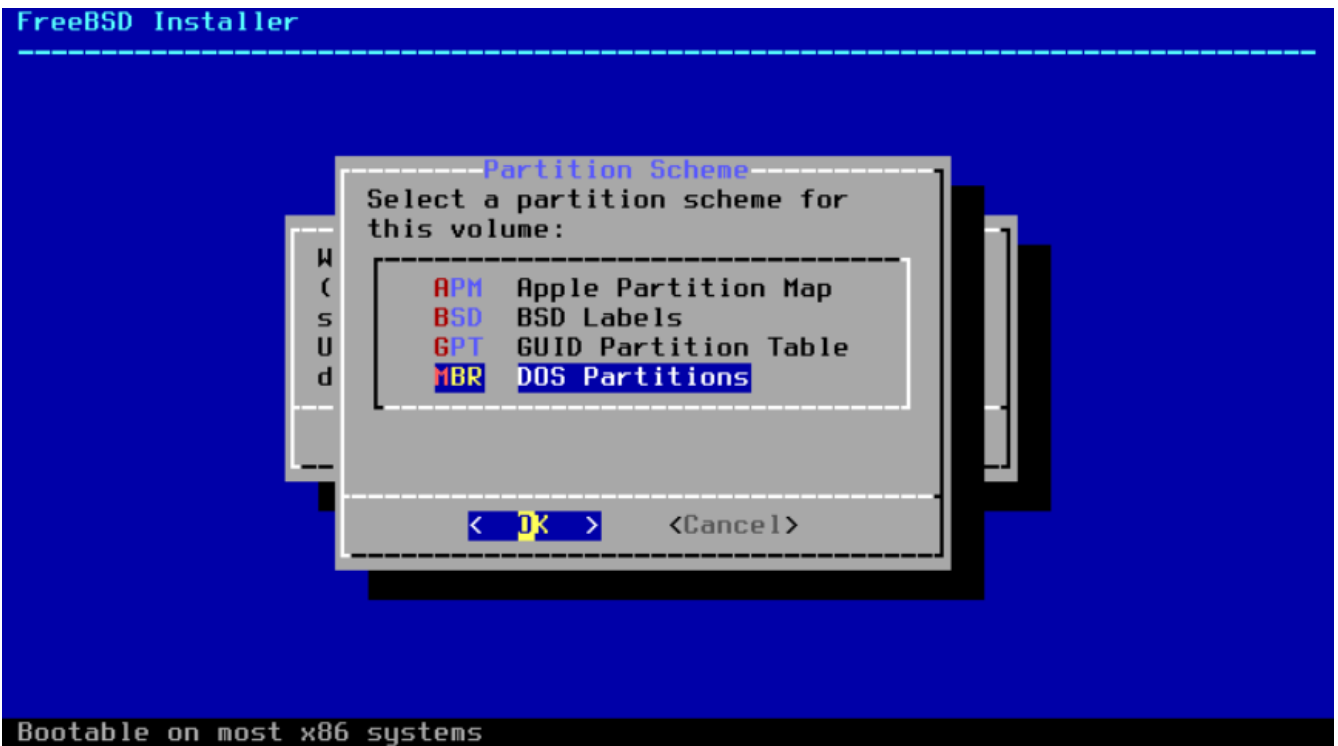 FreeBSD Installer
Partition Scheme
Select a partition scheme for
this volume:
W
(
s
U
d
APM Apple Partition Map
BSD BSD Labels
GPT GUID Partition Table
MBR DOS Partitions
< OK > <Cancel>
Bootable on most x86 systems